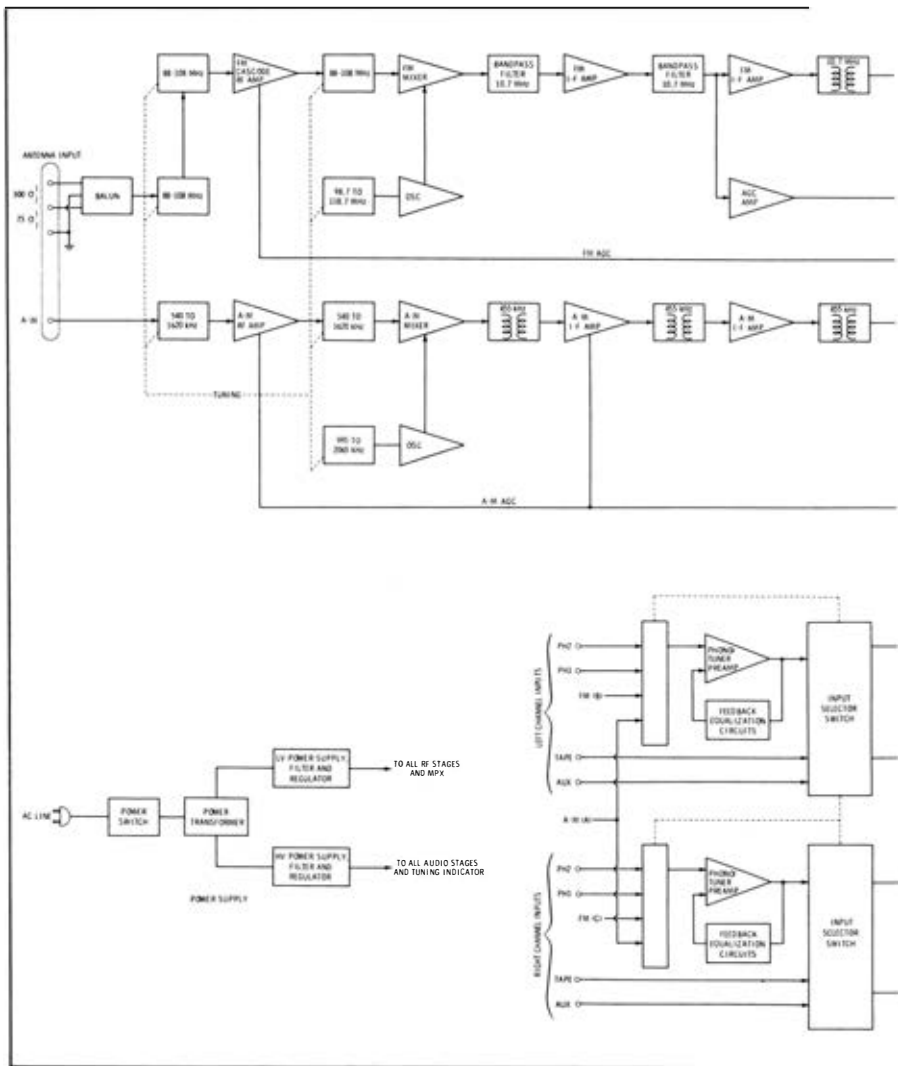 88-108 MHz
FM
CASCODE
RF AMP
88-108 MHz
FM
MIXER
BANDPASS
FILTER
10.7 MHz
FM
I-F AMP
BANDPASS
FILTER
10.7 MHz
FM
I-F AMP
10.7 MHz
ANTENNA INPUT
300 Ω
75 Ω
BALUN
88-108 MHz
98.7 TO
118.7 MHz
OSC
AGC
AMP
FM AGC
A-M
540 TO
1620 kHz
A-M
RF AMP
540 TO
1620 kHz
A-M
MIXER
455 kHz
A-M
I-F AMP
455 kHz
A-M
I-F AMP
455 kHz
TUNING
995 TO
OSC
A-M AGC
LEFT CHANNEL INPUTS
PH2
PH1
FM (B)
TAPE
AUX
PHONO/
TUNER
PREAMP
FEEDBACK
EQUALIZATION
CIRCUITS
INPUT
SELECTOR
SWITCH
A-M (A)
RIGHT CHANNEL INPUTS
PH2
PH1
FM (C)
TAPE
AUX
PHONO/
TUNER
PREAMP
FEEDBACK
EQUALIZATION
CIRCUITS
INPUT
SELECTOR
SWITCH
AC LINE
POWER
SWITCH
POWER
TRANSFORMER
LV POWER SUPPLY,
FILTER AND
REGULATOR
TO ALL RF STAGES
AND MPX
HV POWER SUPPLY,
FILTER AND
REGULATOR
TO ALL AUDIO STAGES
AND TUNING INDICATOR
POWER SUPPLY